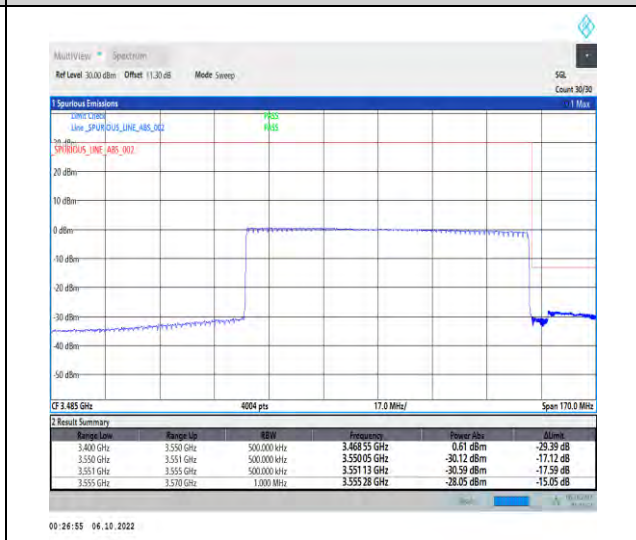 MultiView Spectrum
Ref Level 30.00 dBm Offset 11.30 dB Mode Sweep SGL
Count 30/30
1 Spurious Emissions 1 Max
Limit Check PASS
Line _SPURIOUS_LINE_ABS_002 PASS
_SPURIOUS_LINE_ABS_002
20 dBm
10 dBm
0 dBm
-10 dBm
-20 dBm
-30 dBm
-40 dBm
-50 dBm
CF 3.485 GHz 4004 pts 17.0 MHz/ Span 170.0 MHz
2 Result Summary
Range Low Range Up RBW Frequency Power Abs ΔLimit
3.400 GHz 3.550 GHz 500.000 kHz 3.468 55 GHz 0.61 dBm -29.39 dB
3.550 GHz 3.551 GHz 500.000 kHz 3.550 05 GHz -30.12 dBm -17.12 dB
3.551 GHz 3.555 GHz 500.000 kHz 3.551 13 GHz -30.59 dBm -17.59 dB
3.555 GHz 3.570 GHz 1.000 MHz 3.555 28 GHz -28.05 dBm -15.05 dB
00:26:55 06.10.2022